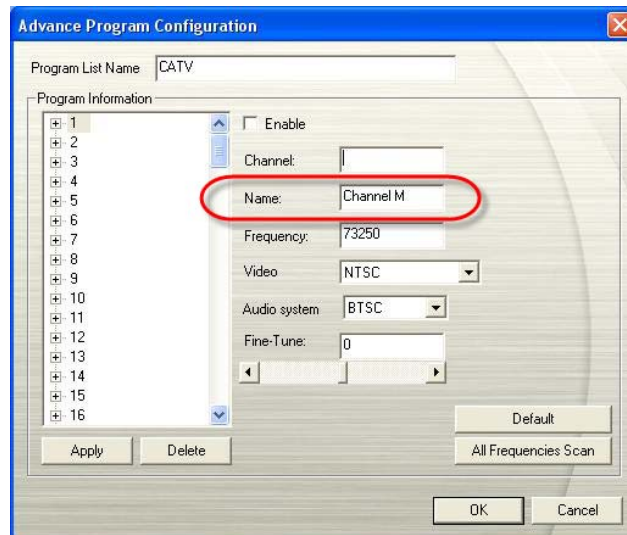 Advance Program Configuration
Program List Name CATV
Program Information
1
2
3
4
5
6
7
8
9
10
11
12
13
14
15
16
Enable
Channel:
Name: Channel M
Frequency: 73250
Video NTSC
Audio system BTSC
Fine-Tune: 0
Default
Apply Delete All Frequencies Scan
OK Cancel